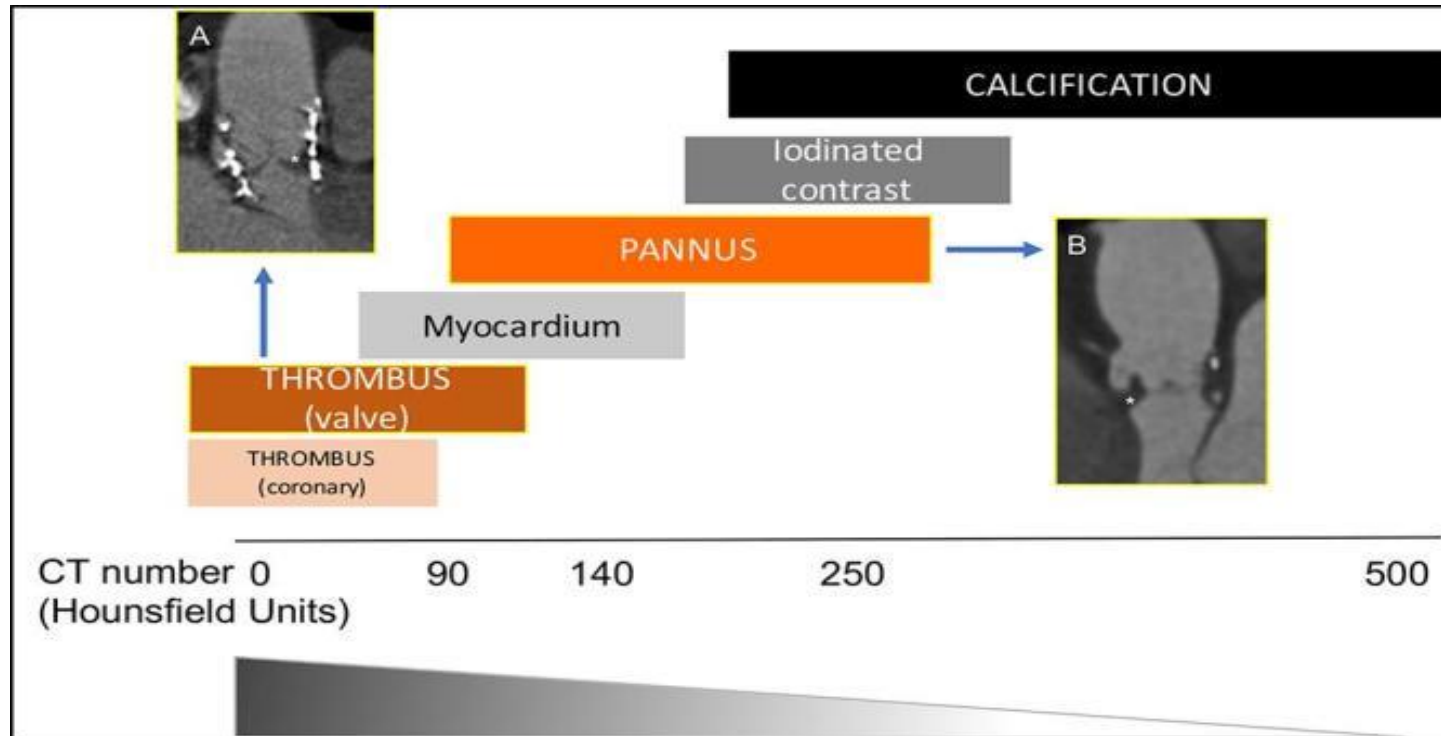 A
CALCIFICATION
Iodinated
contrast
PANNUS
B
Myocardium
THROMBUS
(valve)
*
*
THROMBUS
(coronary)
CT number 0 90 140 250 500
(Hounsfield Units)